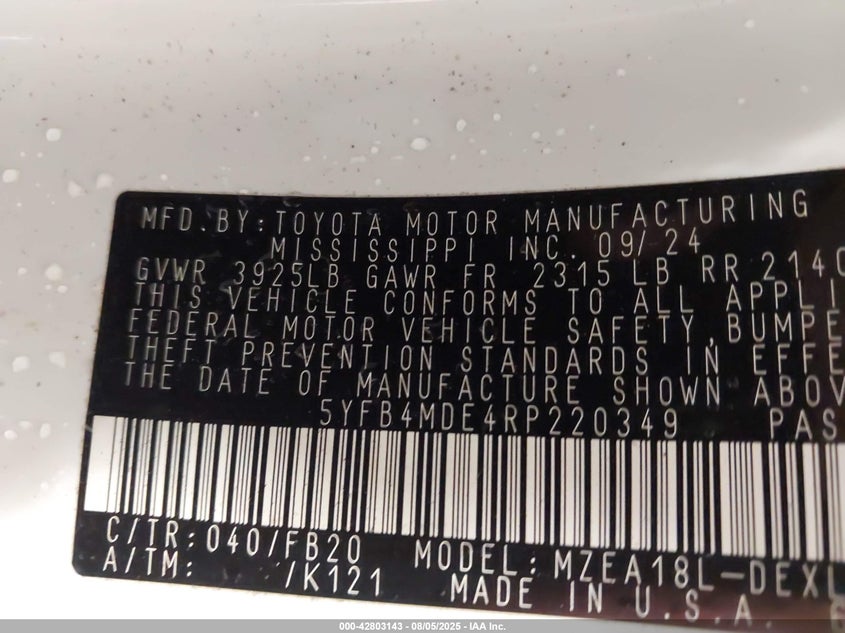 MFD.BY:TOYOTA MOTOR MANUFACTURING
MISSISSIPPI INC. 09/24
GVWR 3925LB GAWR FR 2315 LB RR 2140
THIS VEHICLE CONFORMS TO ALL APPLI
FEDERAL MOTOR VEHICLE SAFETY,BUMPE
THEFT PREVENTION STANDARDS IN EFFE
THE DATE OF MANUFACTURE SHOWN ABOV
5YFB4MDE4RP220349 PAS
C/TR:040/FB20 MODEL:MZEA18L-DEXL
A/TM: /K121 MADE IN U.S.A.
000-42803143 - 08/05/2025 - IAA Inc.